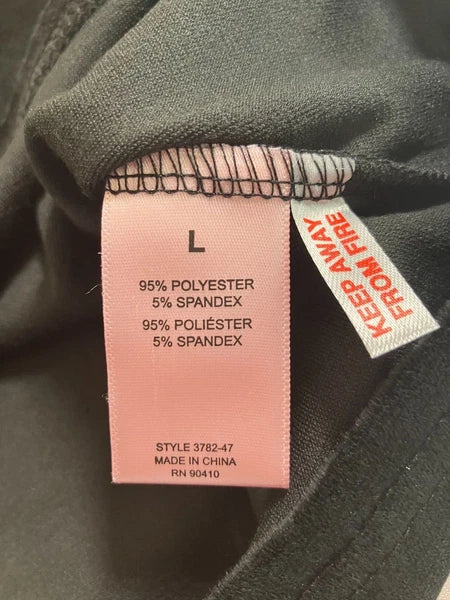 L
95% POLYESTER
5% SPANDEX
95% POLIÉSTER
5% SPANDEX
STYLE 3782-47
MADE IN CHINA
RN 90410
KEEP AWAY
FROM FIRE